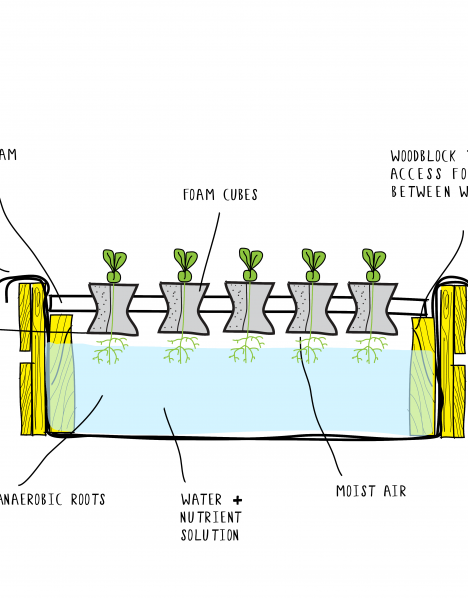 AM
WOODBLOCK
ACCESS FO
BETWEEN W
FOAM CUBES
ANAEROBIC ROOTS
WATER +
NUTRIENT
SOLUTION
MOIST AIR